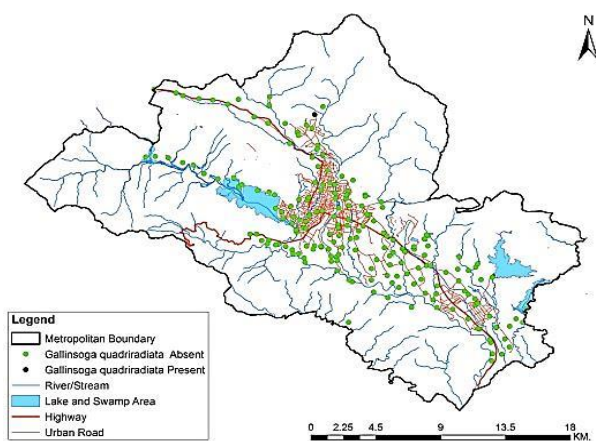 N
Legend
Metropolitan Boundary
Gallinsoga quadriradiata Absent
Gallinsoga quadriradiata Present
River/Stream
Lake and Swamp Area
Highway
Urban Road
0 2.25 4.5 9 13.5 18
KM.